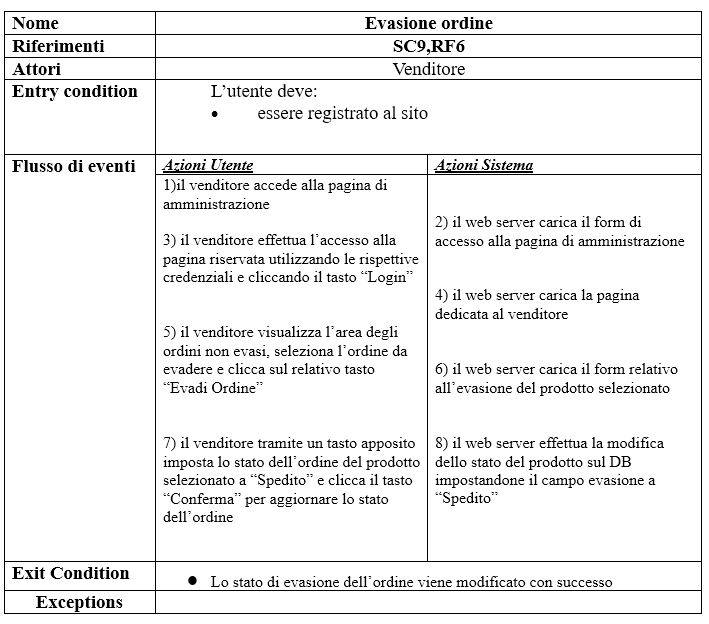 Nome
Evasione ordine
Riferimenti
SC9,RF6
Attori
Venditore
Entry condition
L’utente deve:
• essere registrato al sito
Flusso di eventi
Azioni Utente
Azioni Sistema
1)il venditore accede alla pagina di
amministrazione
2) il web server carica il form di
accesso alla pagina di amministrazione
3) il venditore effettua l’accesso alla
pagina riservata utilizzando le rispettive
credenziali e cliccando il tasto “Login”
4) il web server carica la pagina
dedicata al venditore
5) il venditore visualizza l’area degli
ordini non evasi, seleziona l’ordine da
evadere e clicca sul relativo tasto
“Evadi Ordine”
6) il web server carica il form relativo
all’evasione del prodotto selezionato
7) il venditore tramite un tasto apposito
imposta lo stato dell’ordine del prodotto
selezionato a “Spedito” e clicca il tasto
“Conferma” per aggiornare lo stato
dell’ordine
8) il web server effettua la modifica
dello stato del prodotto sul DB
impostandone il campo evasione a
“Spedito”
Exit Condition
● Lo stato di evasione dell’ordine viene modificato con successo
Exceptions